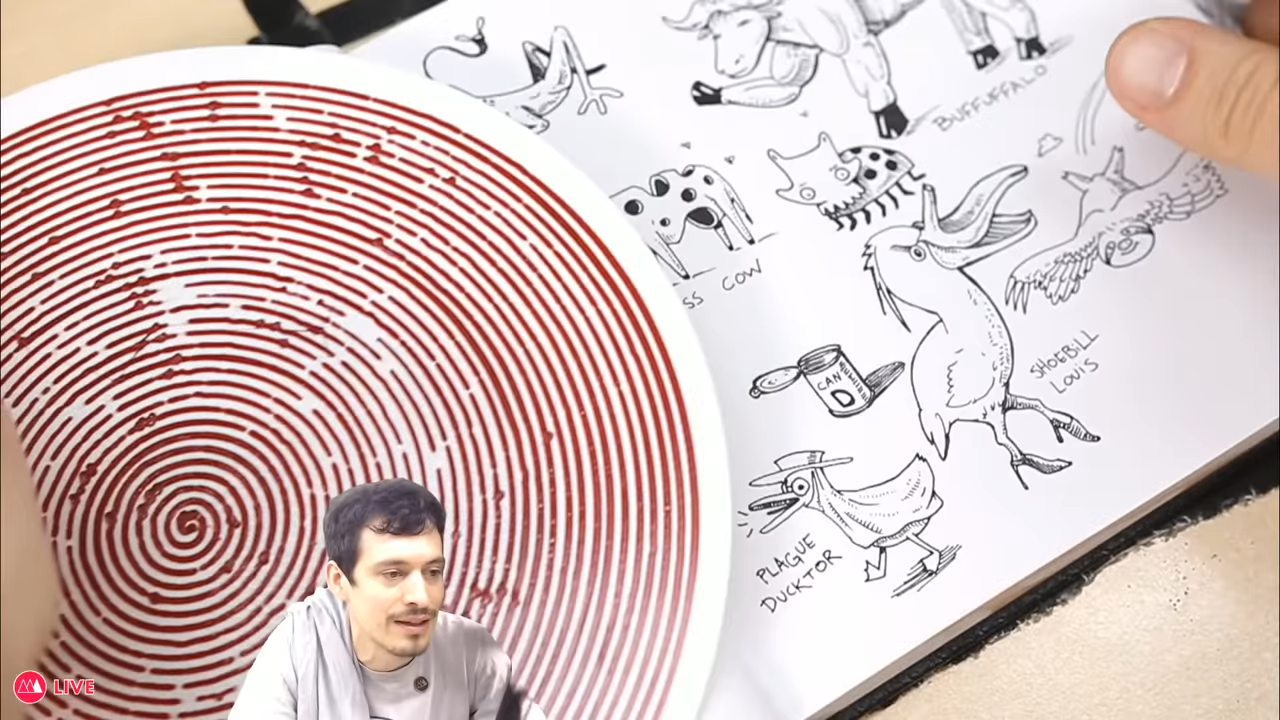 BUFFUFFALO
SS COW
SHOEBILL
LOUIS
CAN
D
PLAGUE
DUCKTOR
LIVE